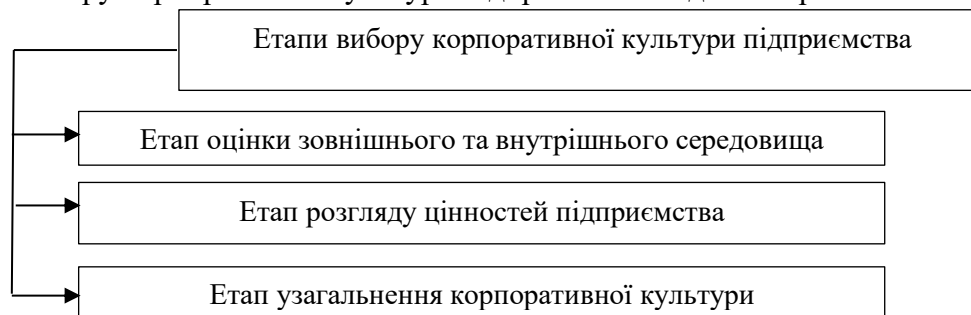 Етапи вибору корпоративної культури підприємства
Етап оцінки зовнішнього та внутрішнього середовища
Етап розгляду цінностей підприємства
Етап узагальнення корпоративної культури